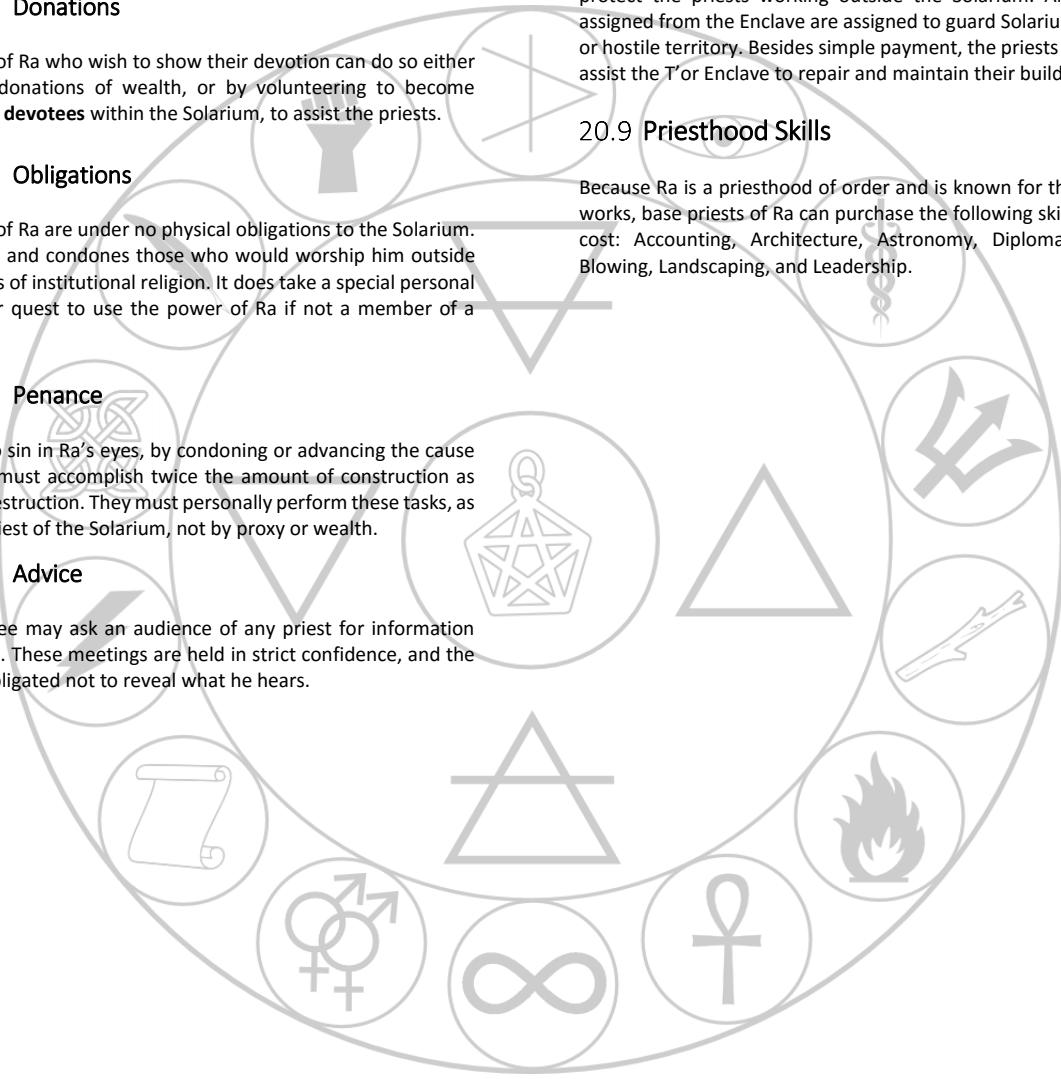 Donations
of Ra who wish to show their devotion can do so either
donations of wealth, or by volunteering to become
devotees within the Solarium, to assist the priests.
Obligations
of Ra are under no physical obligations to the Solarium.
and condones those who would worship him outside
of institutional religion. It does take a special personal
quest to use the power of Ra if not a member of a
Penance
sin in Ra's eyes, by condoning or advancing the cause
must accomplish twice the amount of construction as
They must personally perform these tasks, as
of the Solarium, not by proxy or wealth.
Advice
may ask an audience of any priest for information
These meetings are held in strict confidence, and the
not to reveal what he hears.
protect the priests working outside the Solarium.
assigned from the Enclave are assigned to guard
or hostile territory. Besides simple payment, the priests
assist the T'or Enclave to repair and maintain their
20.9 Priesthood Skills
Because Ra is a priesthood of order and is known for
works, base priests of Ra can purchase the following
cost: Accounting, Architecture, Astronomy,
Blowing, Landscaping, and Leadership.